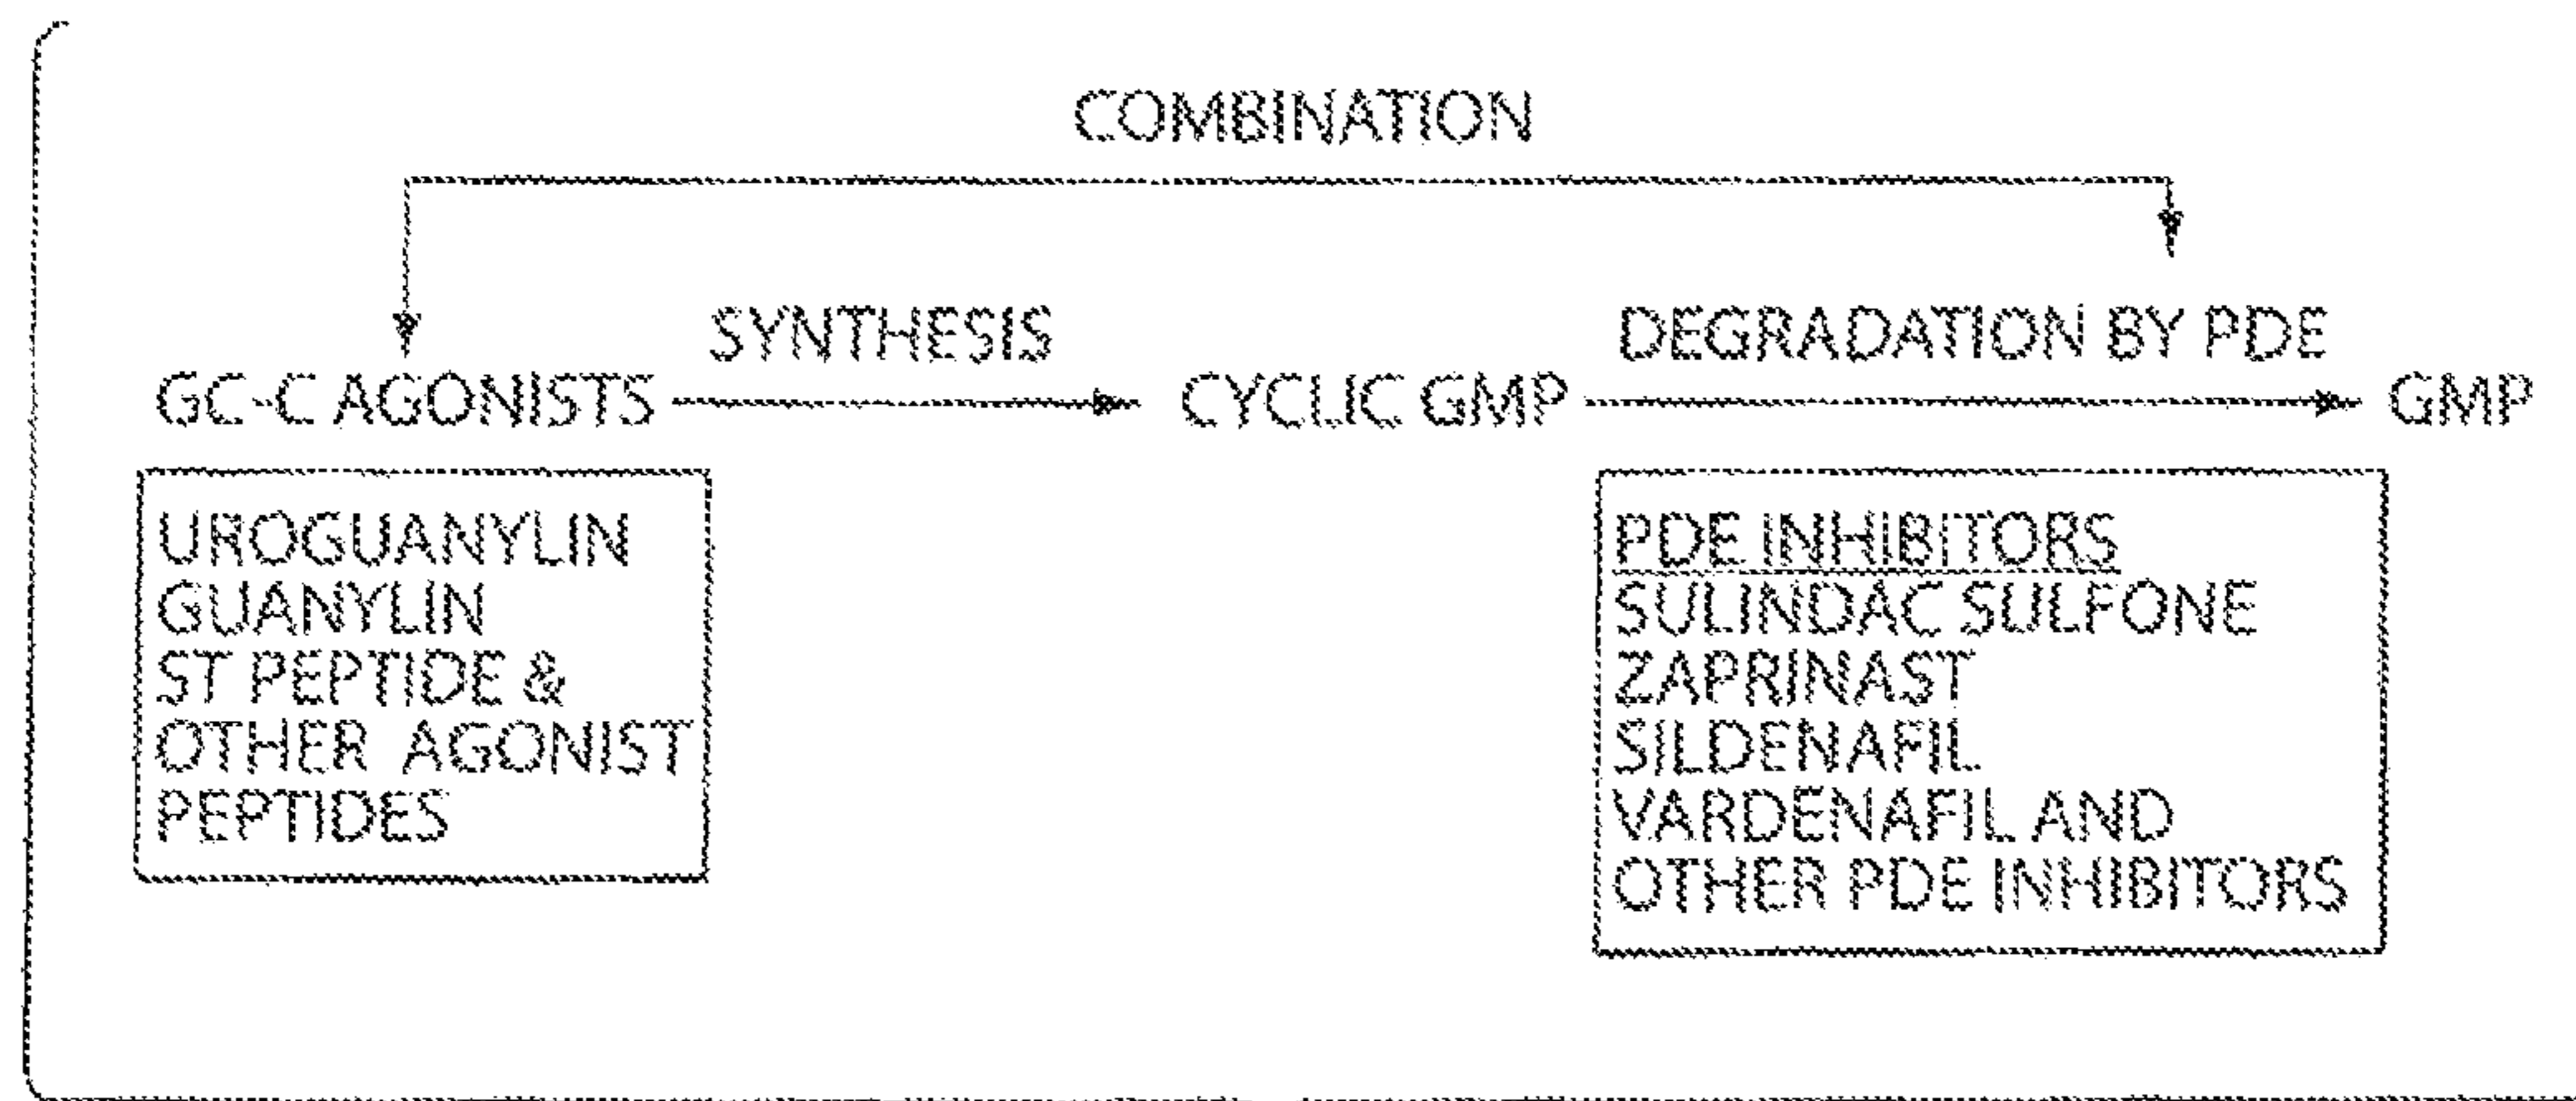 COMBINATION
SYNTHESIS
DEGRADATION BY PDE
GC-C AGONISTS
CYCLIC GMP
GMP
UROGUANYLIN
GUANYLIN
ST PEPTIDE &
OTHER AGONIST
PEPTIDES
PDE INHIBITORS
SULINDAC SULFONE
ZAPRINAST
SILDENAFIL
VARDENAFIL AND
OTHER PDE INHIBITORS